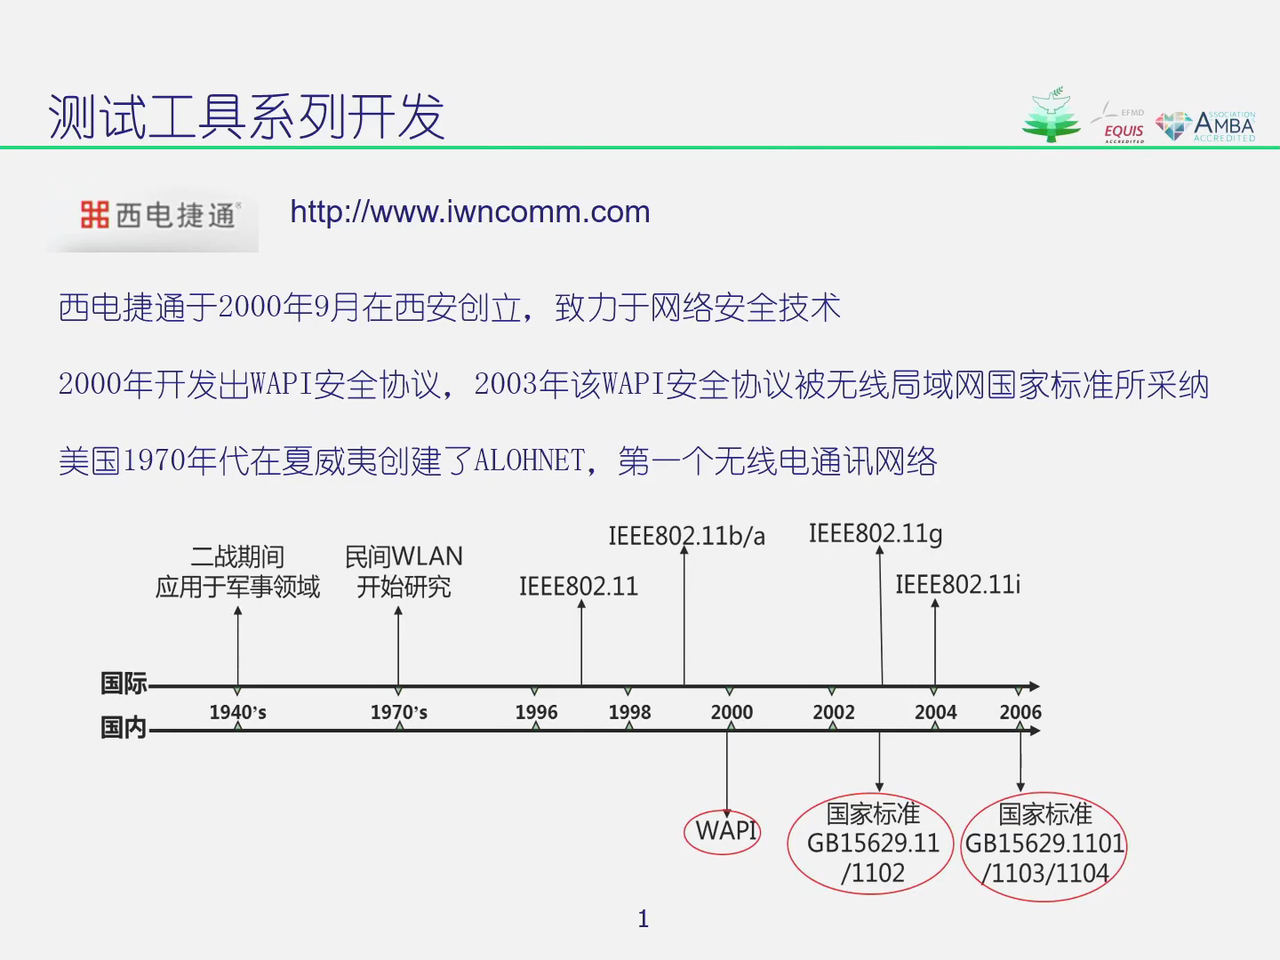 测试工具系列开发
EFMD
EQUIS
ACCREDITED
ASSOCIATION
AMBA
ACCREDITED
西电捷通®
http://www.iwncomm.com
西电捷通于2000年9月在西安创立，致力于网络安全技术
2000年开发出WAPI安全协议，2003年该WAPI安全协议被无线局域网国家标准所采纳
美国1970年代在夏威夷创建了ALOHNET，第一个无线电通讯网络
二战期间
应用于军事领域
民间WLAN
开始研究
IEEE802.11
IEEE802.11b/a
IEEE802.11g
IEEE802.11i
国际
1940's 1970's 1996 1998 2000 2002 2004 2006
国内
WAPI
国家标准
GB15629.11
/1102
国家标准
GB15629.1101
/1103/1104
1